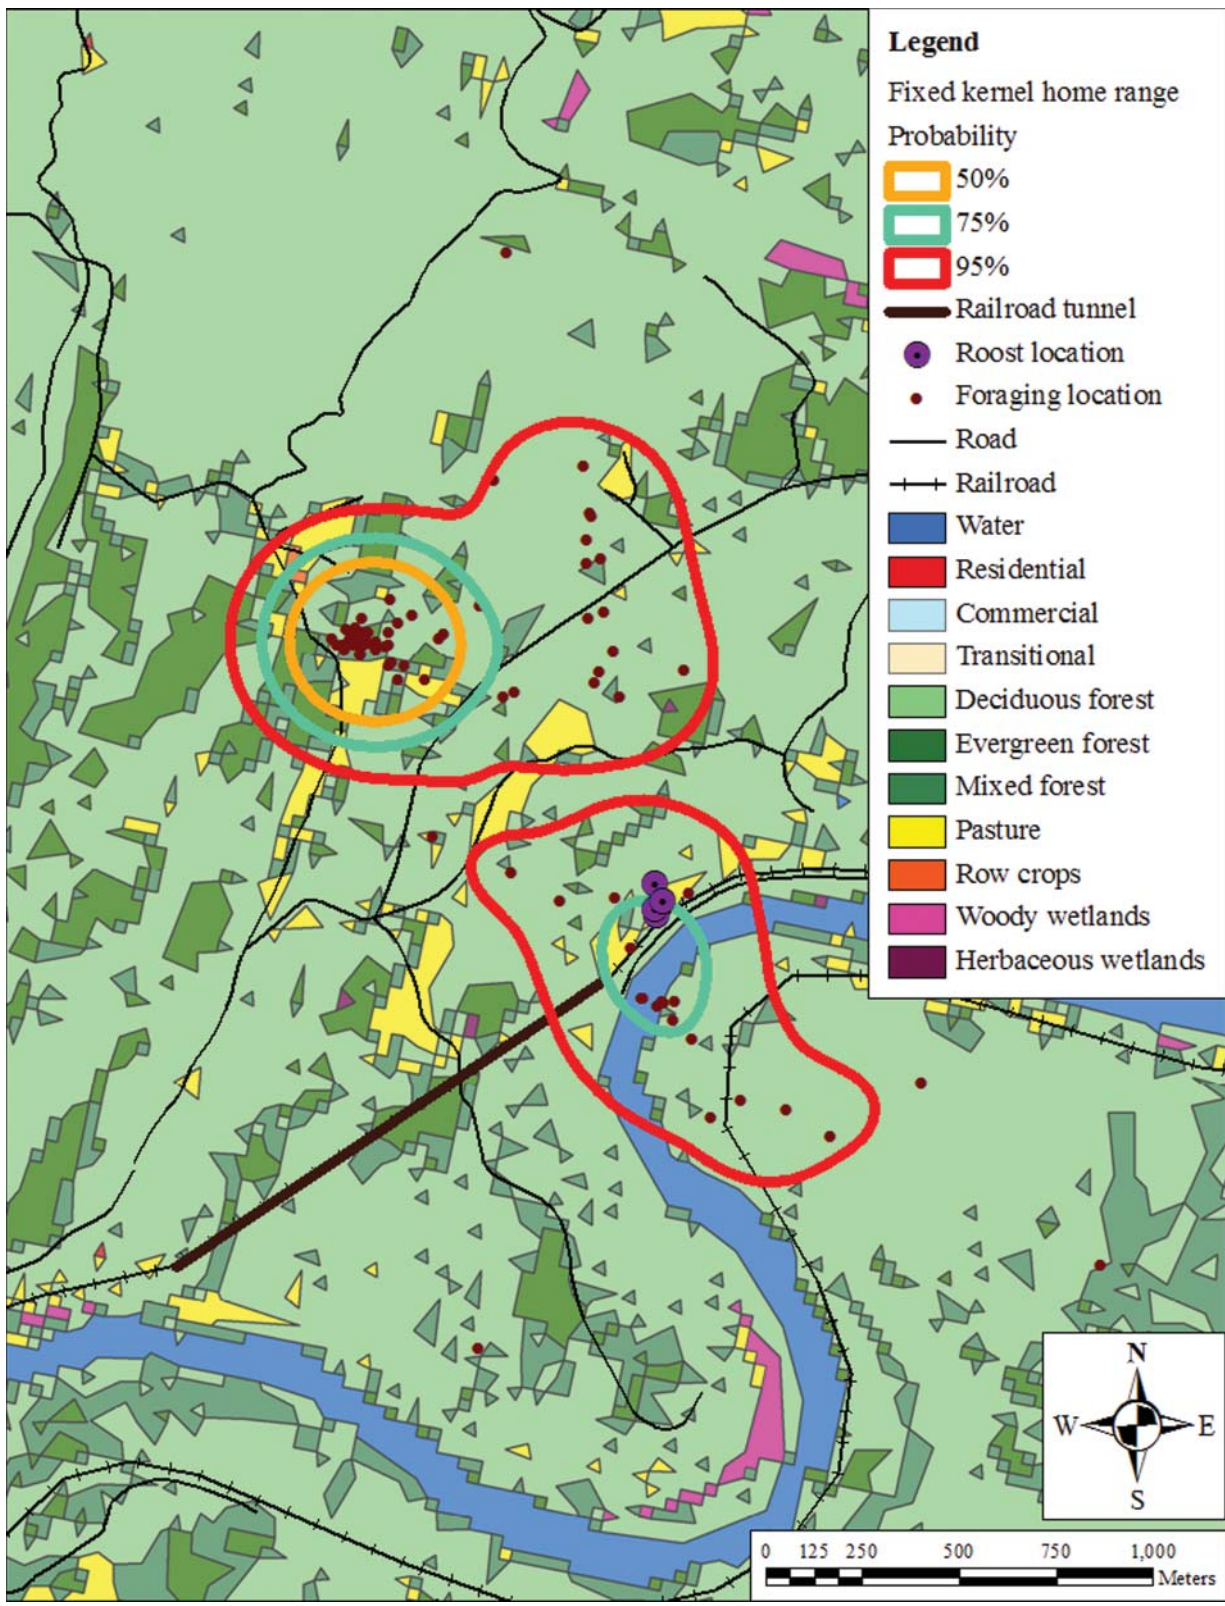 Legend
Fixed kernel home range
Probability
50%
75%
95%
Railroad tunnel
Roost location
Foraging location
Road
Railroad
Water
Residential
Commercial
Transitional
Deciduous forest
Evergreen forest
Mixed forest
Pasture
Row crops
Woody wetlands
Herbaceous wetlands
N
W E
S
0 125 250 500 750 1,000
Meters